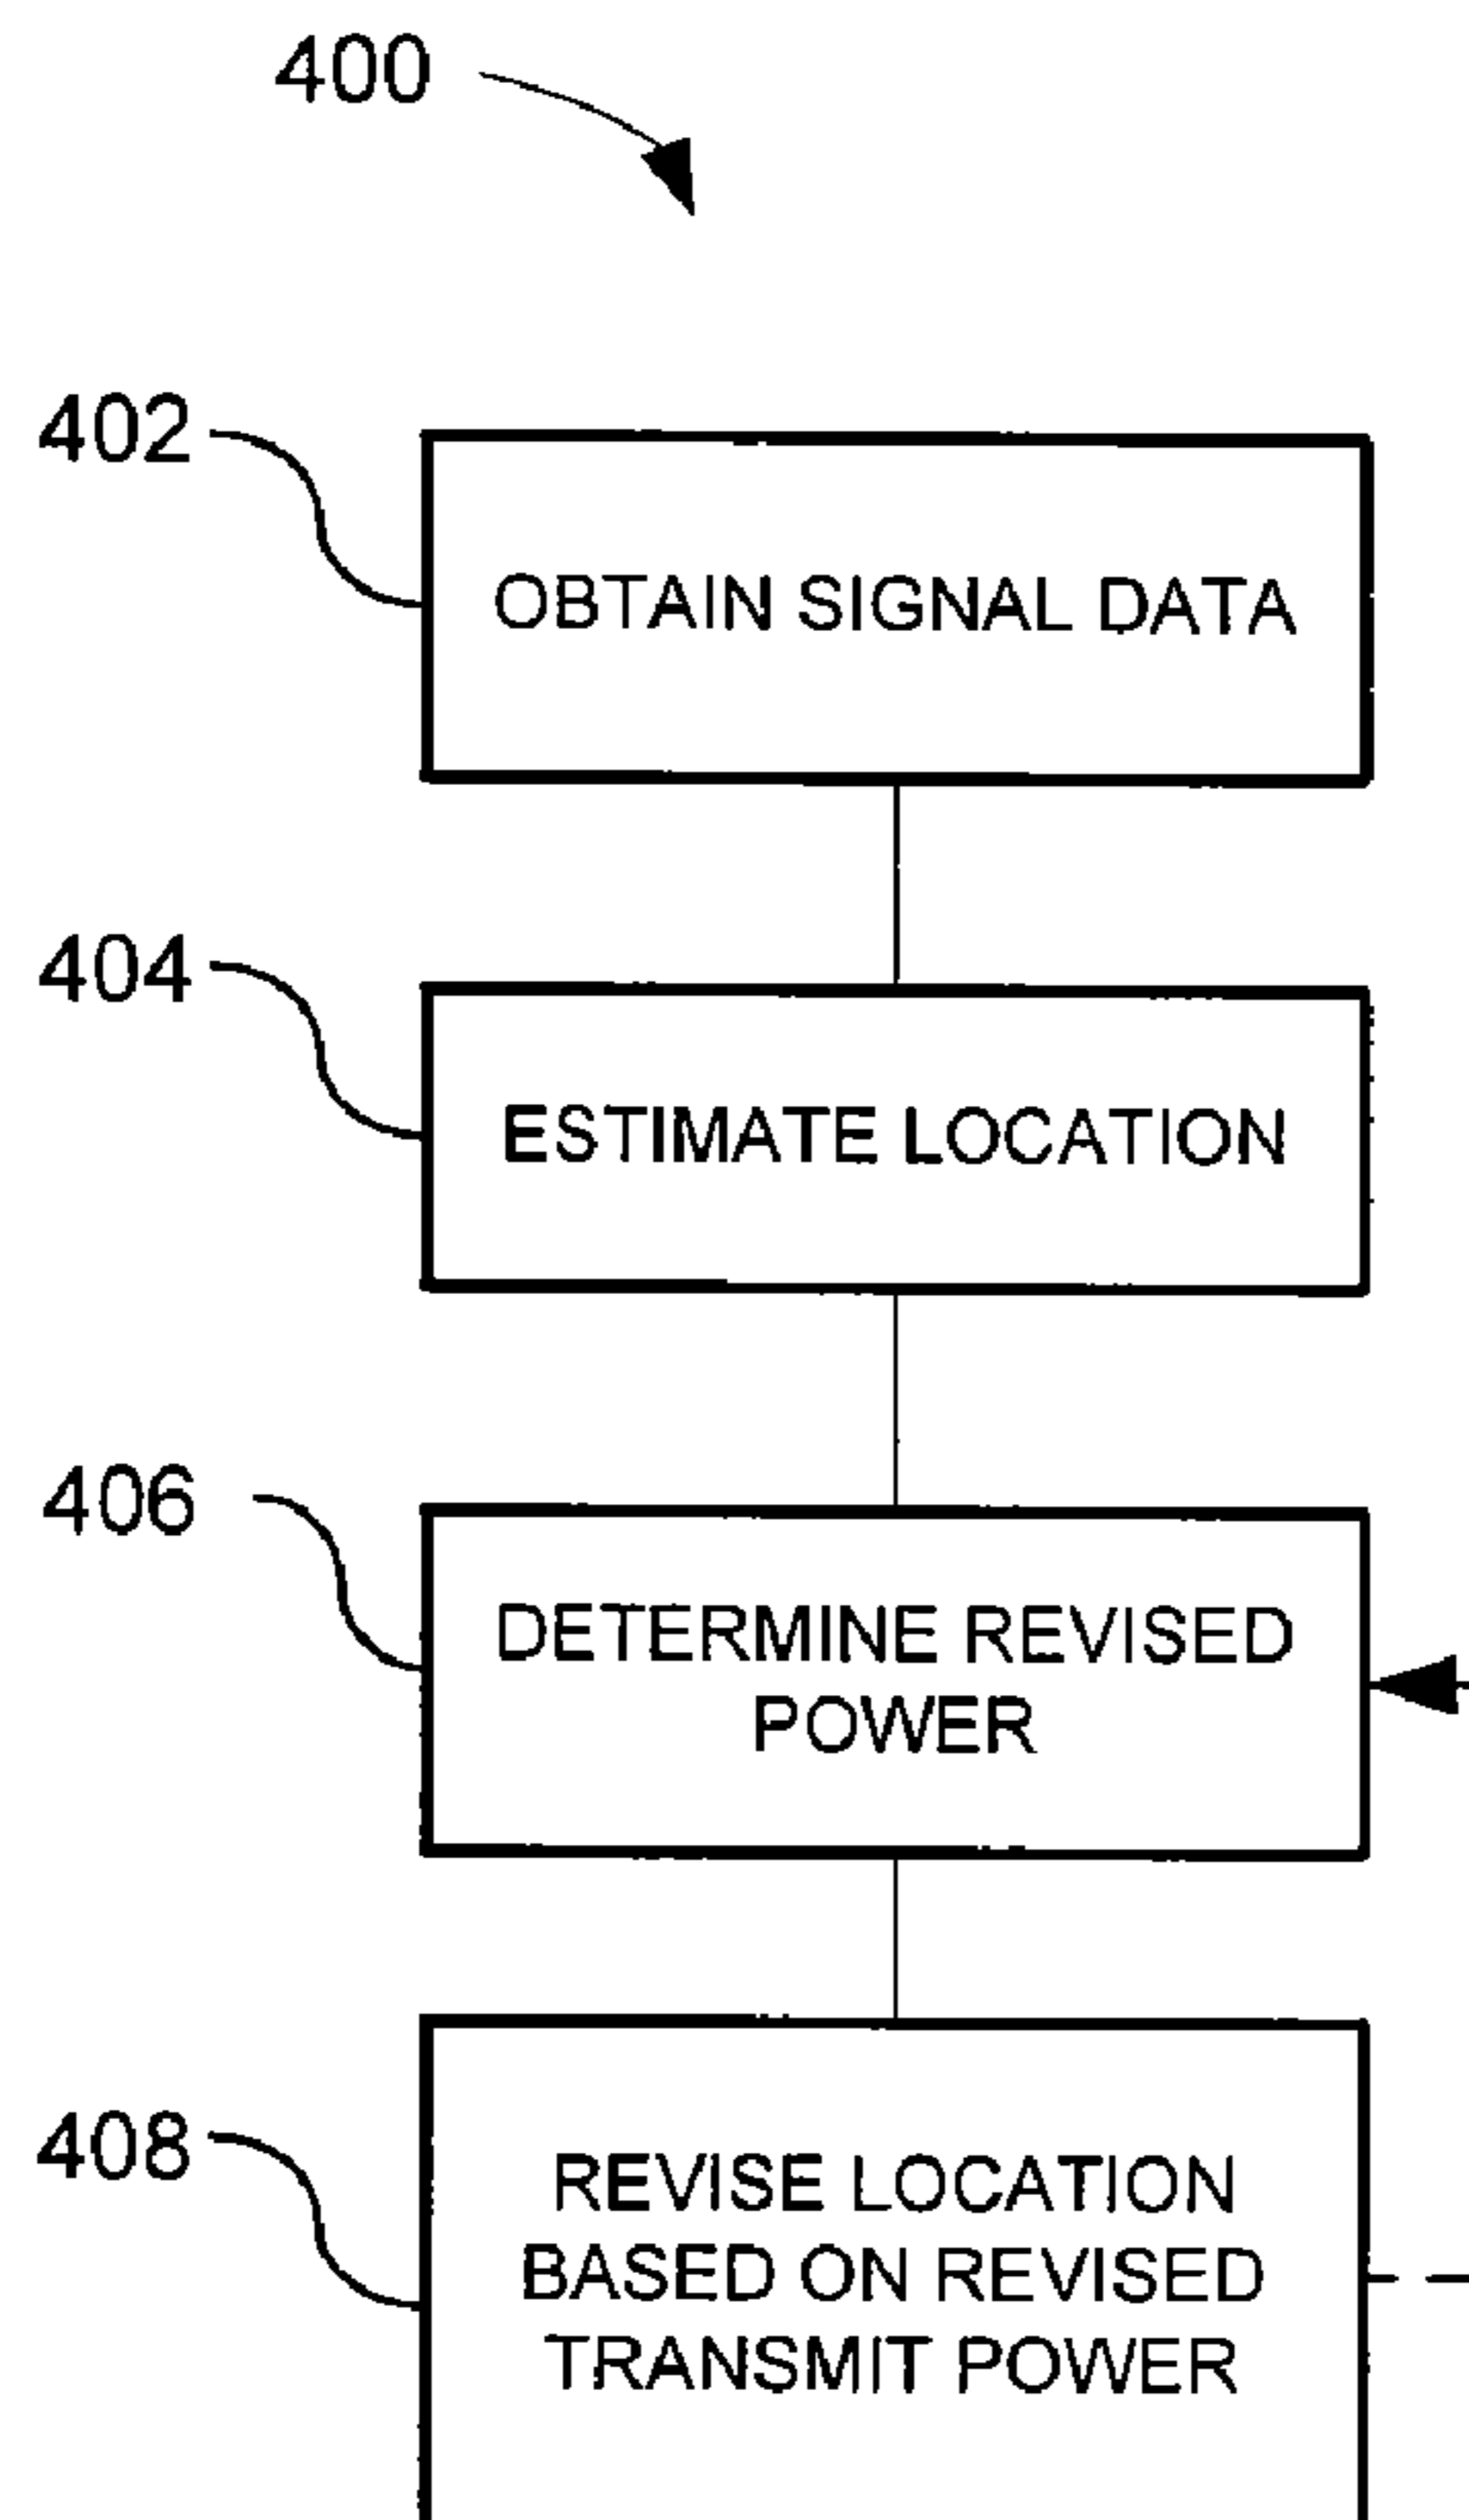 400
402
OBTAIN SIGNAL DATA
404
ESTIMATE LOCATION
406
DETERMINE REVISED
POWER
408
REVISE LOCATION
BASED ON REVISED
TRANSMIT POWER